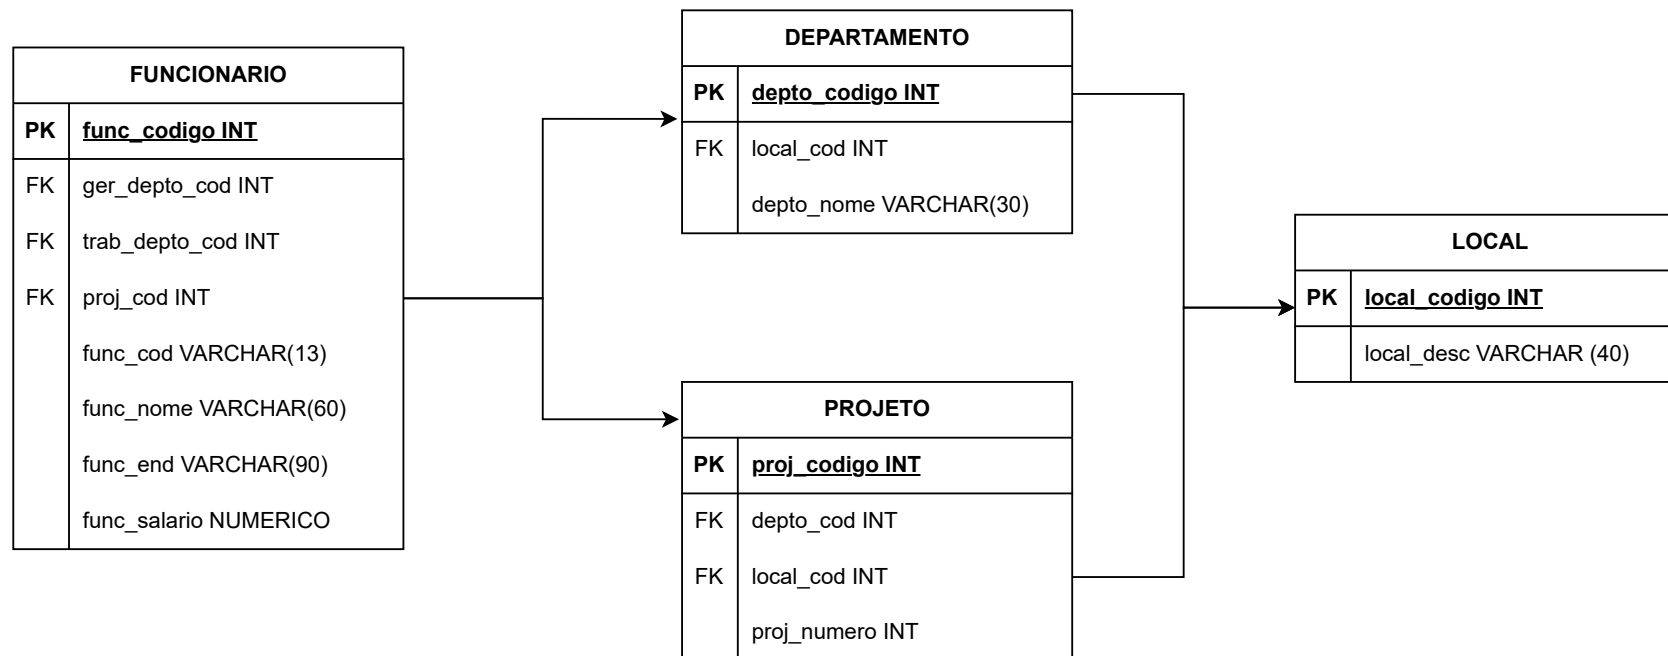 FUNCIONARIO
PK func_codigo INT
FK ger_depto_cod INT
FK trab_depto_cod INT
FK proj_cod INT
func_cod VARCHAR(13)
func_nome VARCHAR(60)
func_end VARCHAR(90)
func_salario NUMERICO
DEPARTAMENTO
PK depto_codigo INT
FK local_cod INT
depto_nome VARCHAR(30)
PROJETO
PK proj_codigo INT
FK depto_cod INT
FK local_cod INT
proj_numero INT
LOCAL
PK local_codigo INT
local_desc VARCHAR (40)